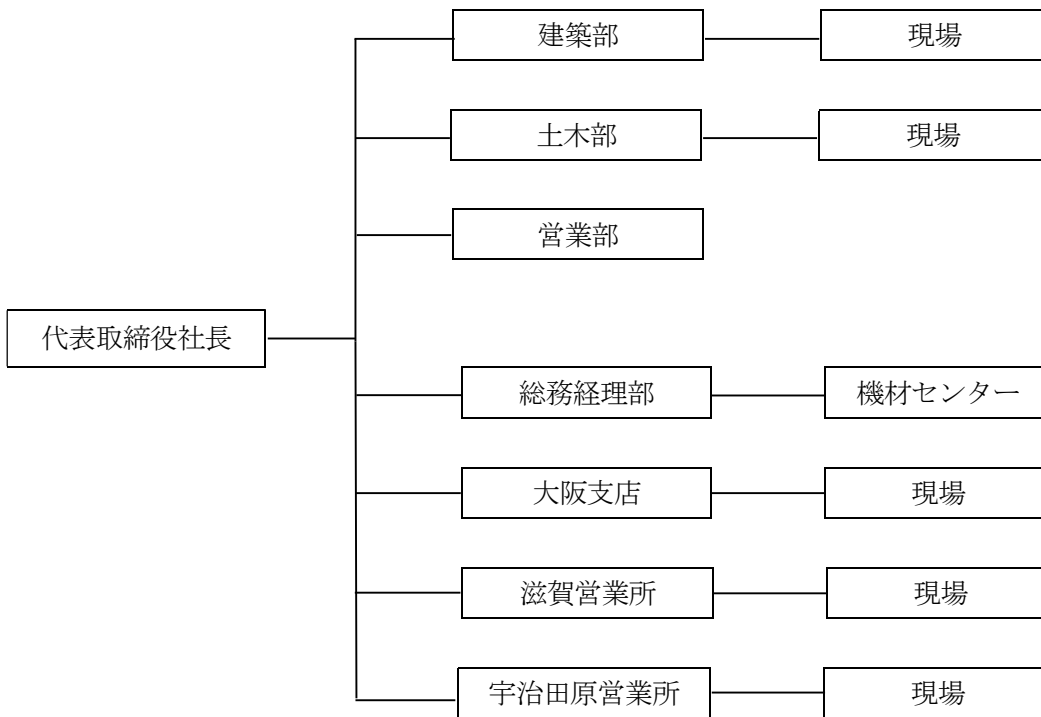 建築部
現場
土木部
現場
営業部
代表取締役社長
総務経理部
機材センター
大阪支店
現場
滋賀営業所
現場
宇治田原営業所
現場